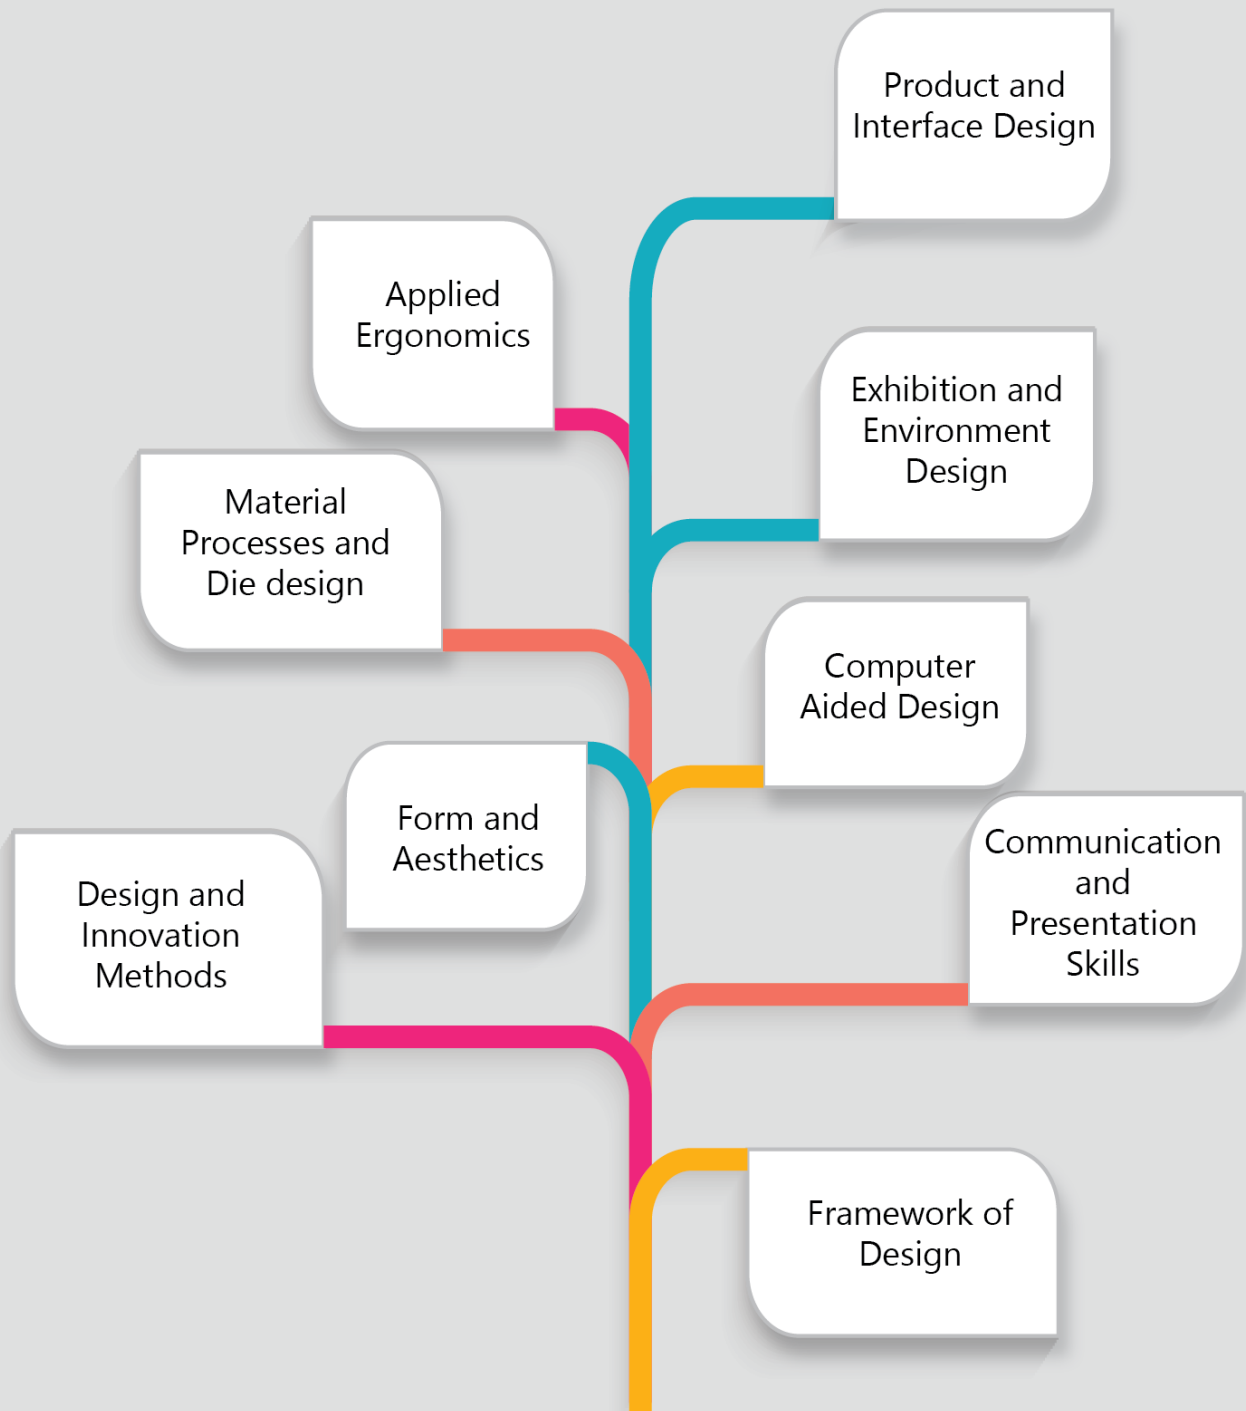 Product and
Interface Design
Applied
Ergonomics
Exhibition and
Environment
Design
Material
Processes and
Die design
Computer
Aided Design
Form and
Aesthetics
Communication
and
Presentation
Skills
Design and
Innovation
Methods
Framework of
Design